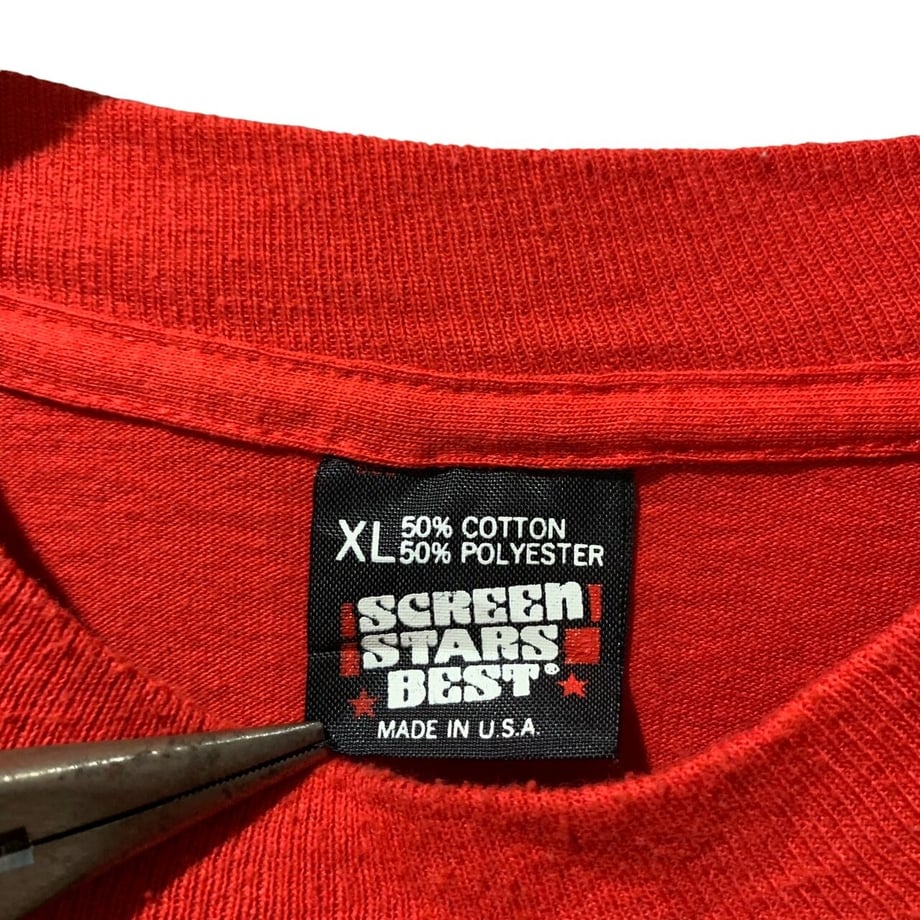 XL 50% COTTON
50% POLYESTER
SCREEN
STARS
BEST®
MADE IN U.S.A.